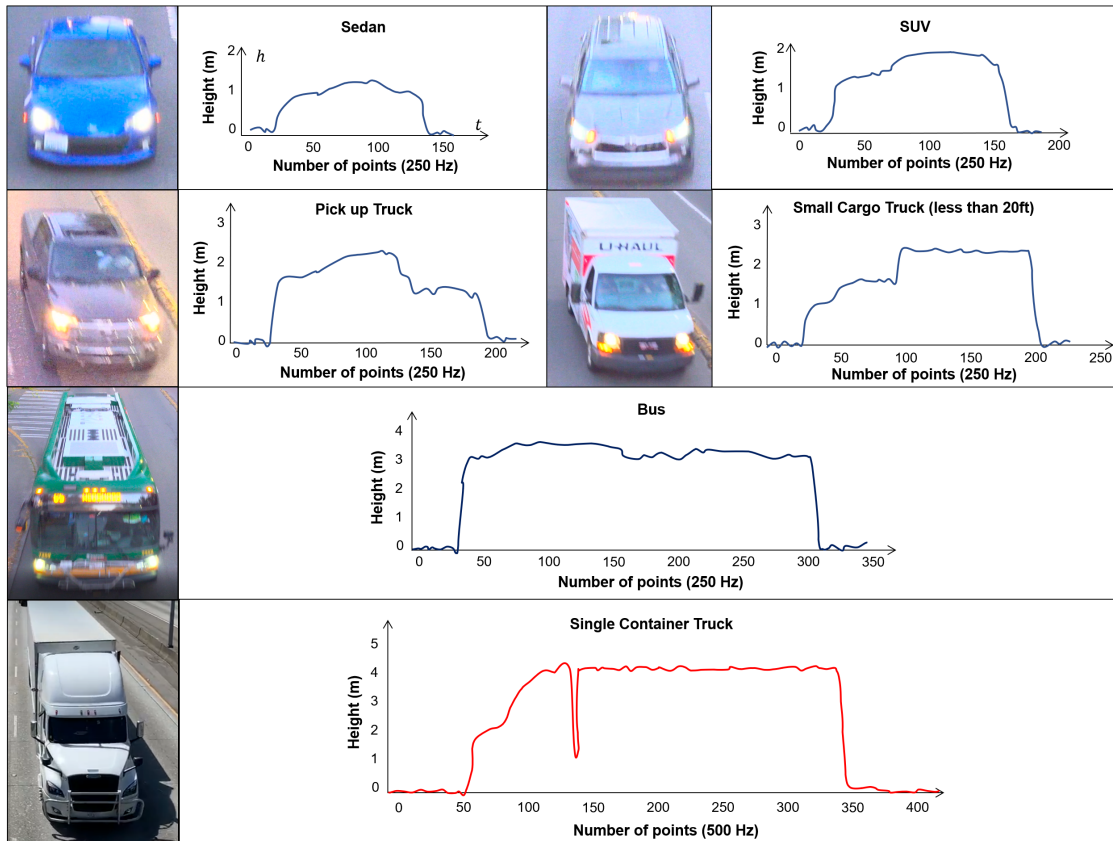 Sedan
2
h
1
0
Height (m)
t
0
50
100
150
Number of points (250 Hz)
SUV
2
1
0
Height (m)
0
50
100
150
200
Number of points (250 Hz)
Pick up Truck
3
2
1
0
Height (m)
0
50
100
150
200
Number of points (250 Hz)
U-HAUL
Small Cargo Truck (less than 20ft)
3
2
1
0
Height (m)
0
50
100
150
200
250
Number of points (250 Hz)
Bus
4
3
2
1
0
Height (m)
0
50
100
150
200
250
300
350
Number of points (250 Hz)
Single Container Truck
5
4
3
2
1
0
Height (m)
0
50
100
150
200
250
300
350
400
Number of points (500 Hz)